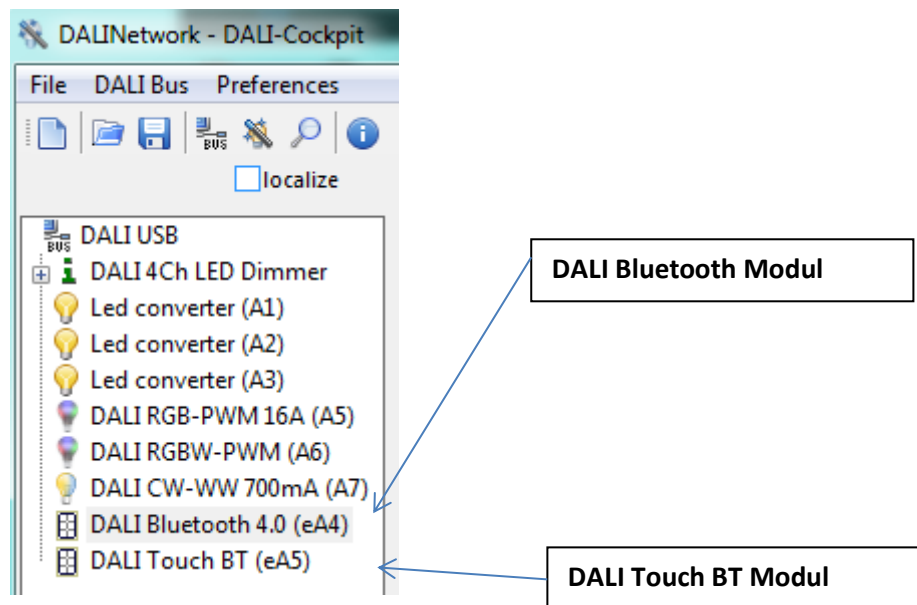 DALINetwork - DALI-Cockpit
File DALI Bus Preferences
BUS
localize
BUS DALI USB
DALI 4Ch LED Dimmer
Led converter (A1)
Led converter (A2)
Led converter (A3)
DALI RGB-PWM 16A (A5)
DALI RGBW-PWM (A6)
DALI CW-WW 700mA (A7)
DALI Bluetooth 4.0 (eA4)
DALI Touch BT (eA5)
DALI Bluetooth Modul
DALI Touch BT Modul